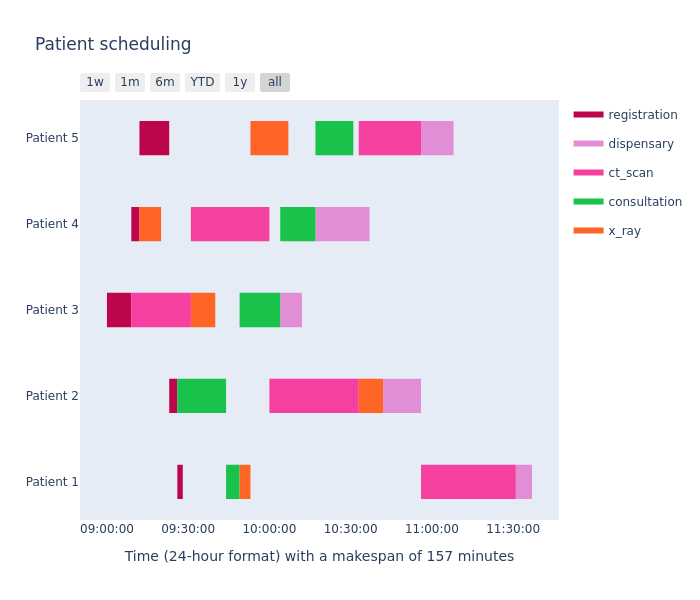 Patient scheduling
1w 1m 6m YTD 1y all
registration
dispensary
ct_scan
consultation
x_ray
Patient 5
Patient 4
Patient 3
Patient 2
Patient 1
09:00:00 09:30:00 10:00:00 10:30:00 11:00:00 11:30:00
Time (24-hour format) with a makespan of 157 minutes